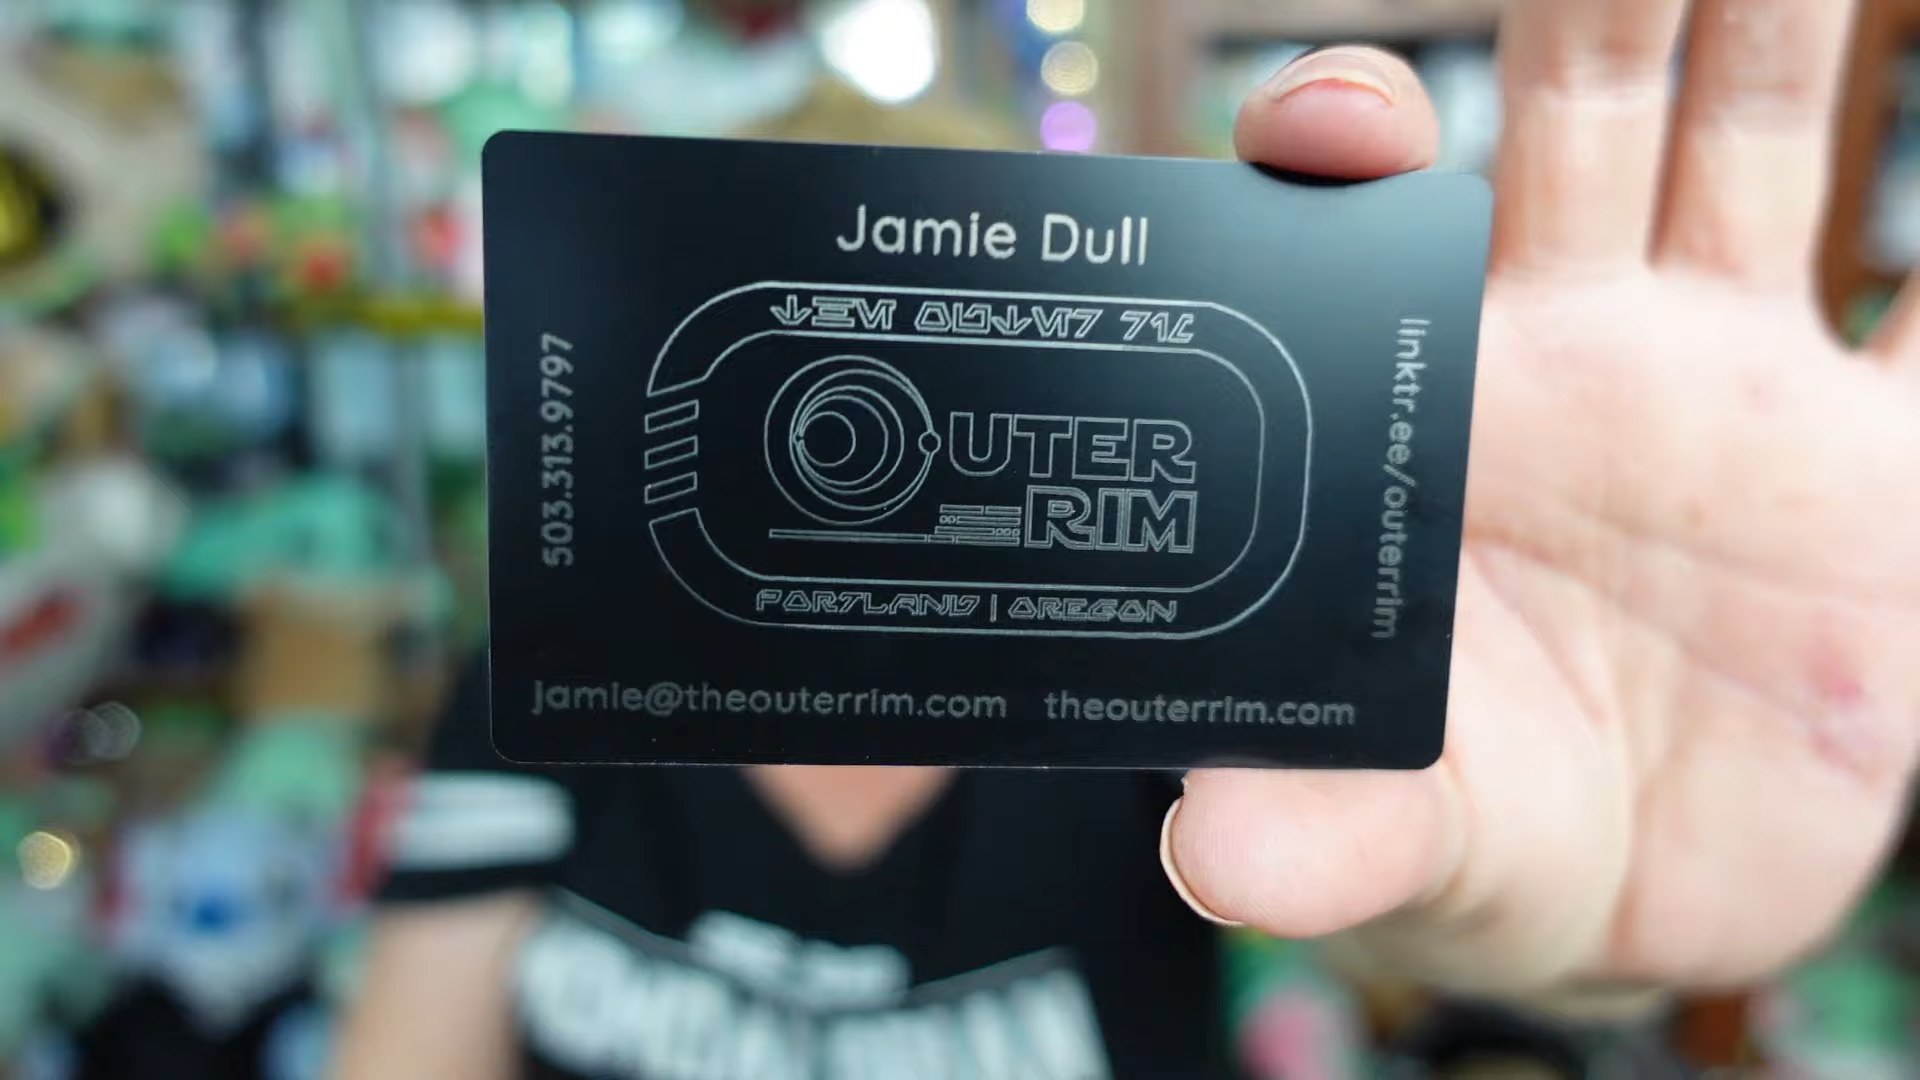 Jamie Dull
503.313.9797
OUTER
RIM
PORTLAND | OREGON
linktr.ee/outerrim
jamie@theouterrim.com theouterrim.com